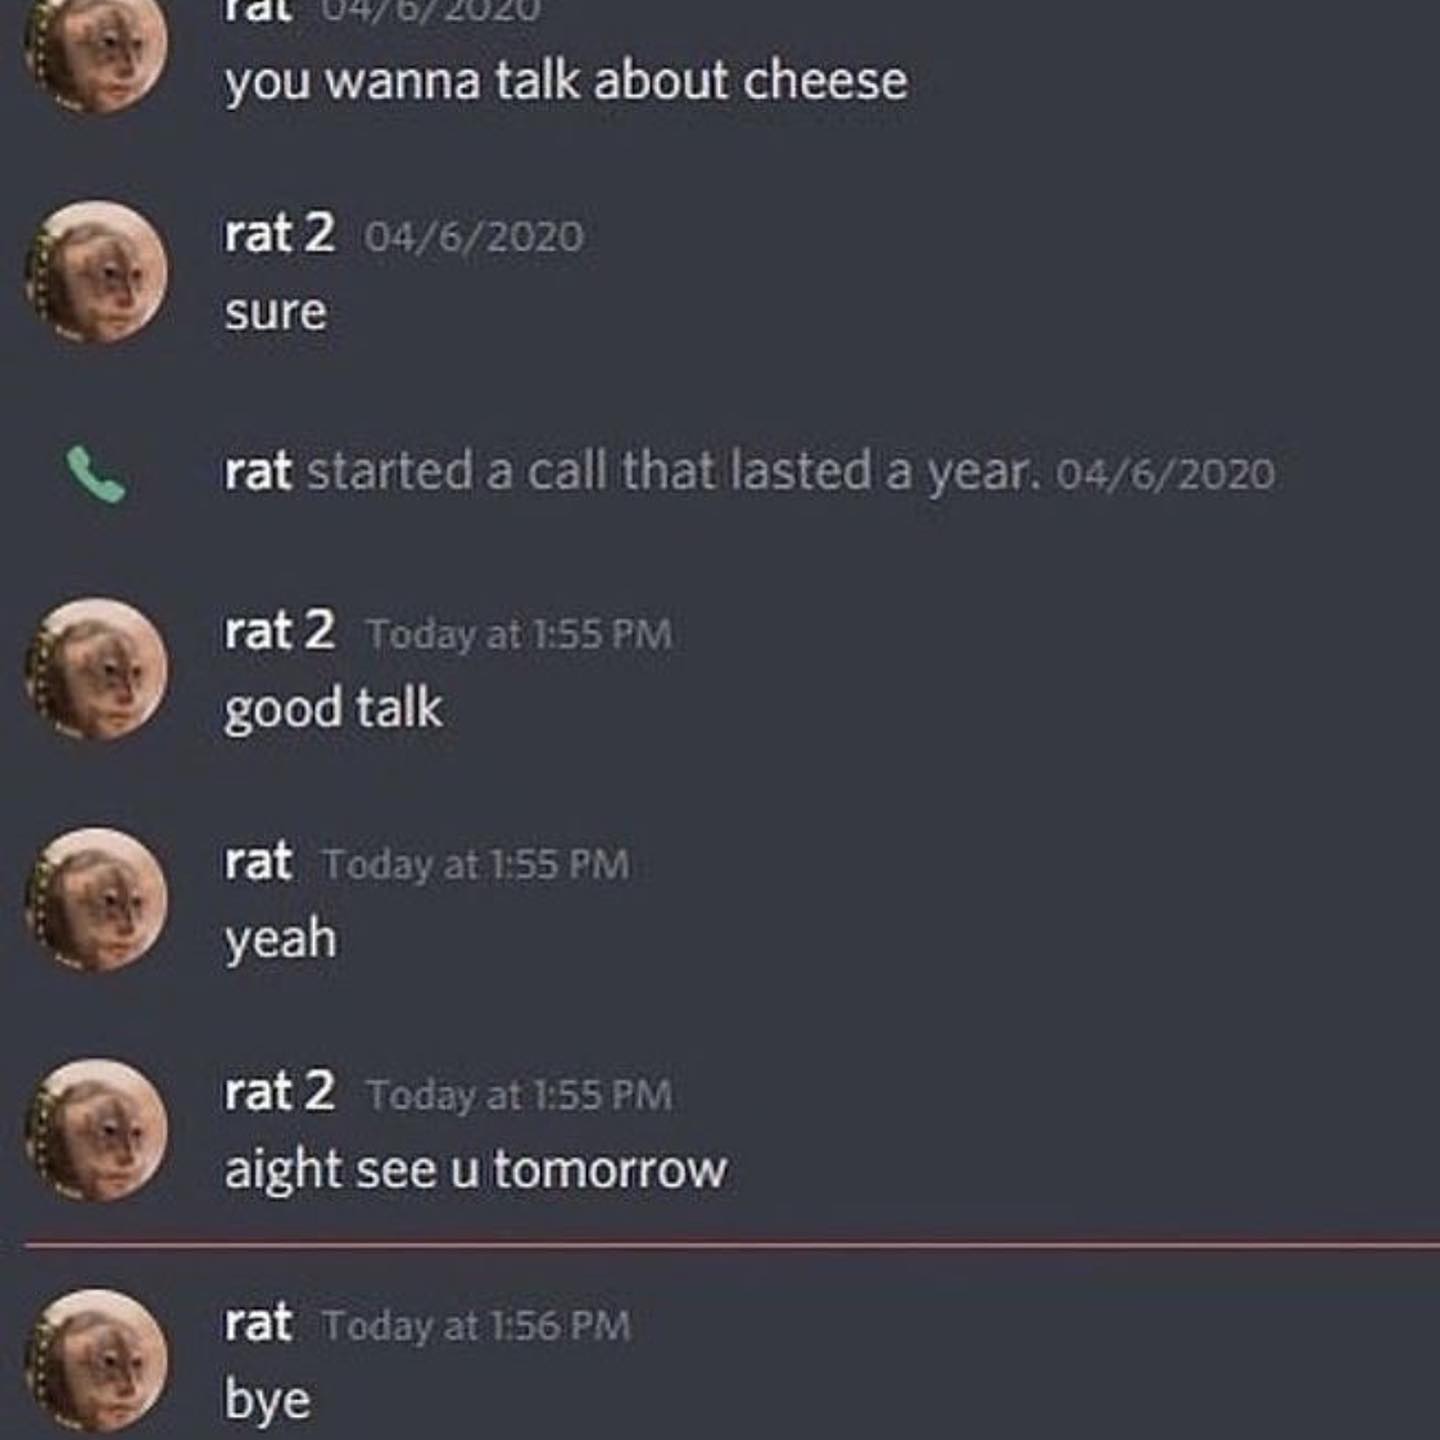 rat 04/6/2020
you wanna talk about cheese
rat 2 04/6/2020
sure
rat started a call that lasted a year. 04/6/2020
rat 2 Today at 1:55 PM
good talk
rat Today at 1:55 PM
yeah
rat 2 Today at 1:55 PM
aight see u tomorrow
rat Today at 1:56 PM
bye